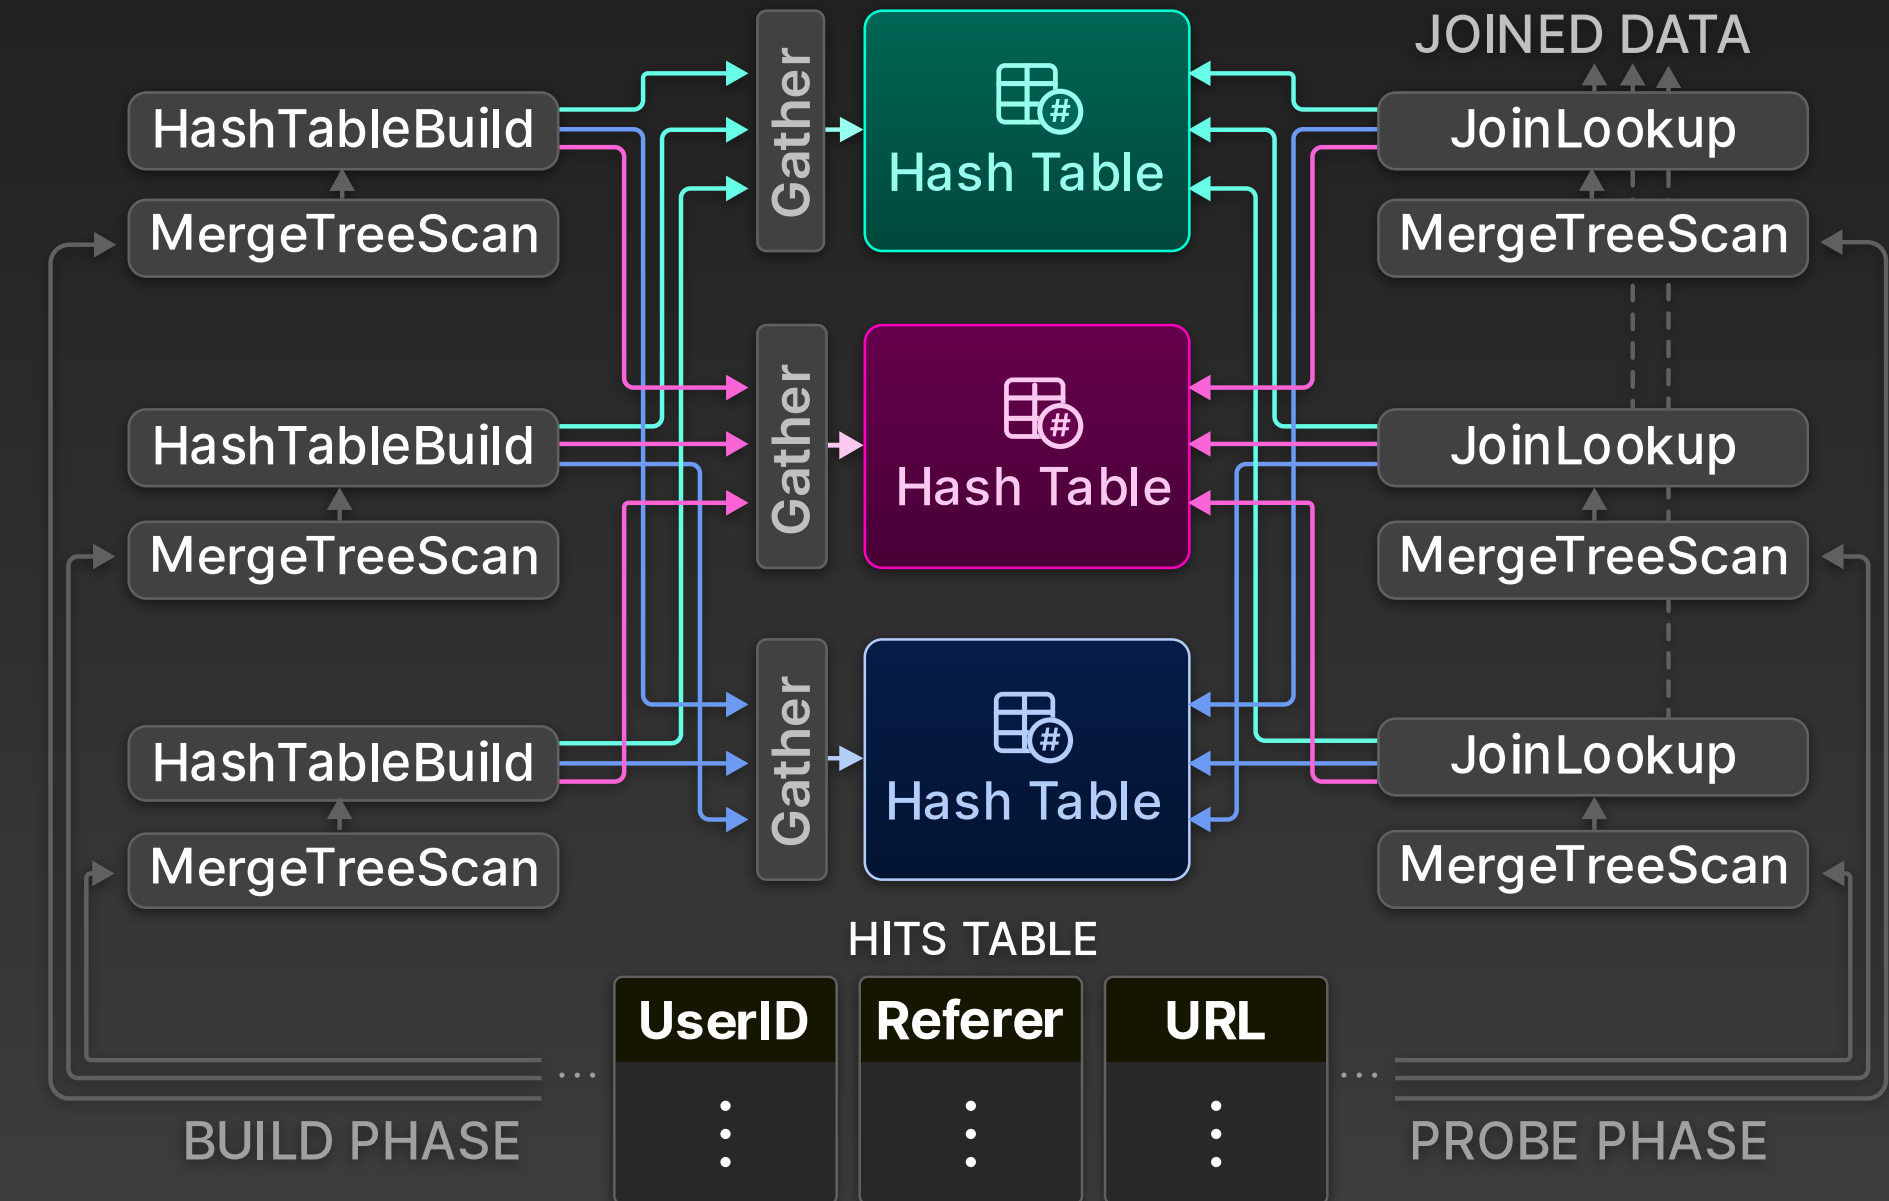 JOINED DATA
HashTableBuild
MergeTreeScan
Gather
#
Hash Table
JoinLookup
MergeTreeScan
HashTableBuild
MergeTreeScan
Gather
#
Hash Table
JoinLookup
MergeTreeScan
HashTableBuild
MergeTreeScan
Gather
#
Hash Table
JoinLookup
MergeTreeScan
HITS TABLE
UserID
Referer
URL
...
...
BUILD PHASE
PROBE PHASE